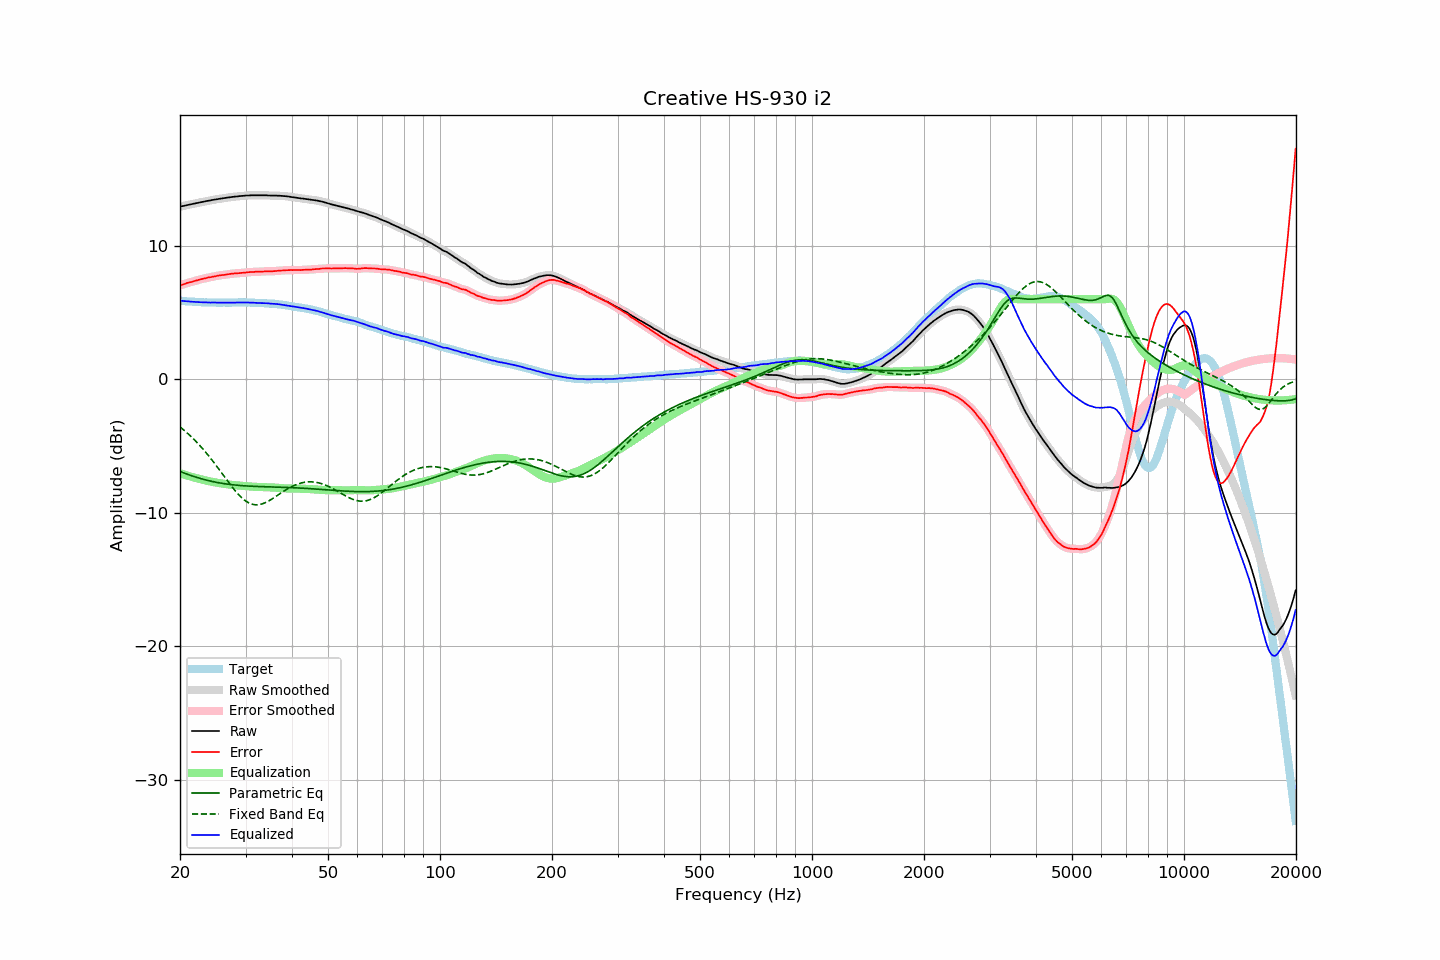 Creative HS-930 i2
Amplitude (dBr)
10
0
−10
−20
−30
Target
Raw Smoothed
Error Smoothed
Raw
Error
Equalization
Parametric Eq
Fixed Band Eq
Equalized
20 50 100 200 500 1000 2000 5000 10000 20000
Frequency (Hz)